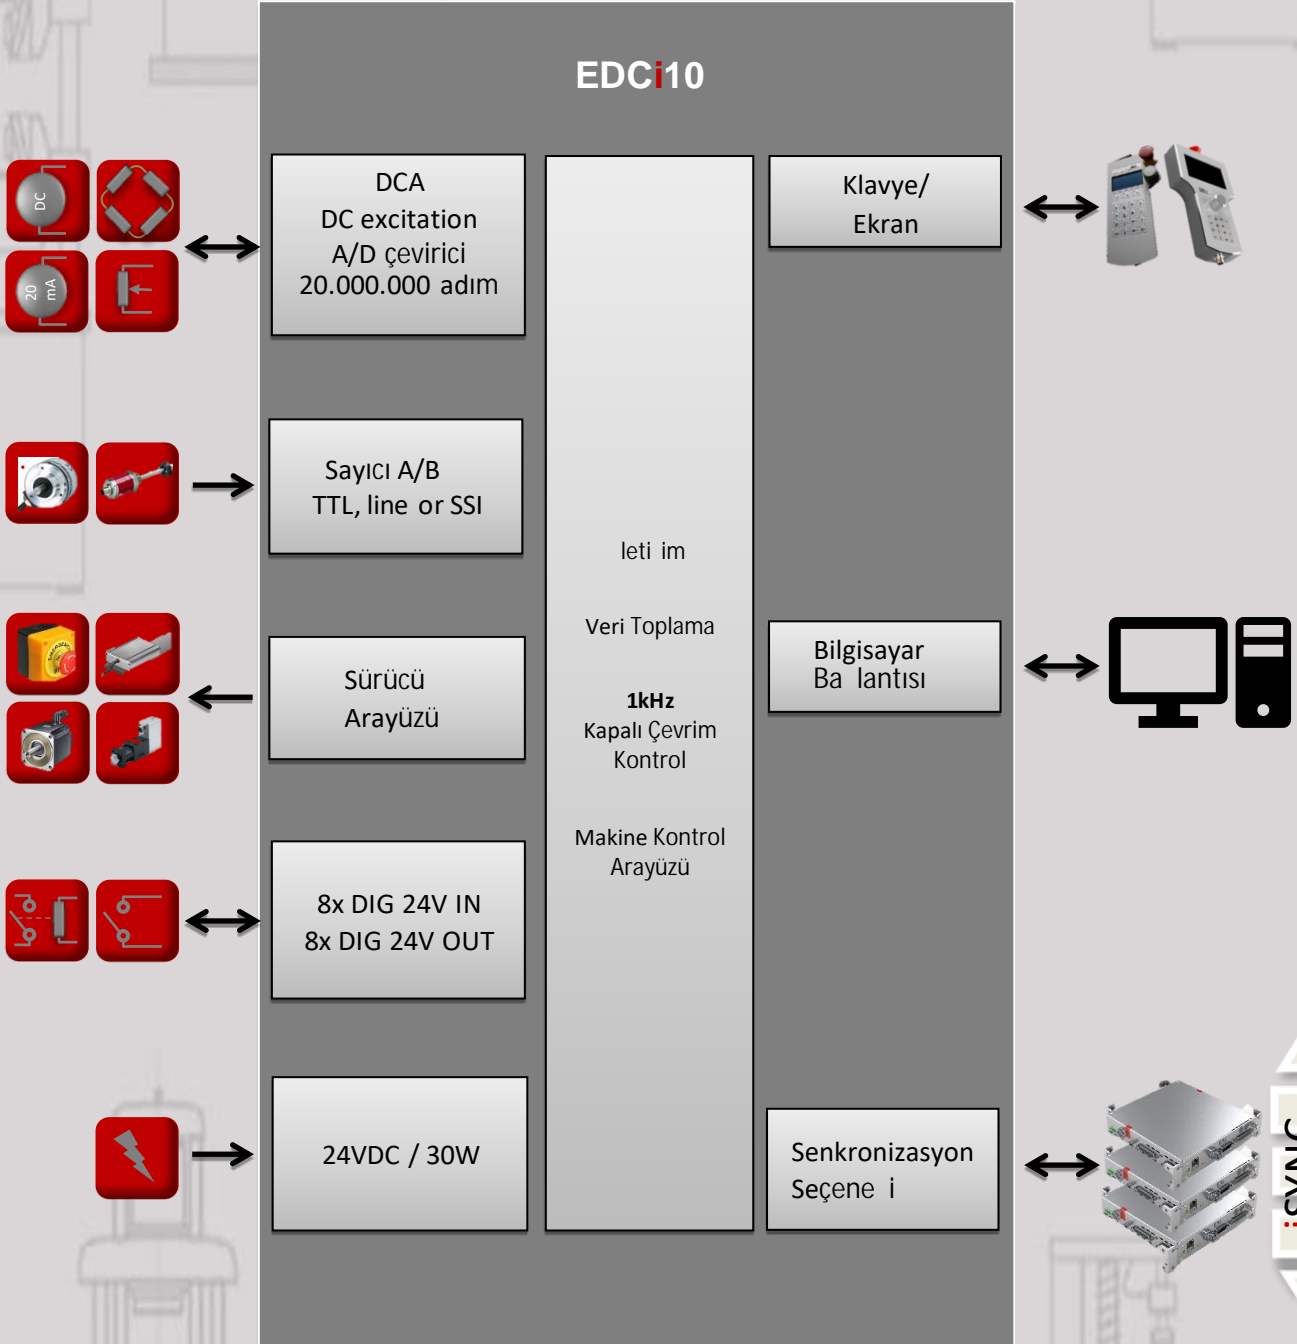 EDCi10
DC
20
mA
DCA
DC excitation
A/D çevirici
20.000.000 adım
Sayıcı A/B
TTL, line or SSI
Sürücü
Arayüzü
8x DIG 24V IN
8x DIG 24V OUT
24VDC / 30W
leti im
Veri Toplama
1kHz
Kapalı Çevrim
Kontrol
Makine Kontrol
Arayüzü
Klavye/
Ekran
Bilgisayar
Ba lantısı
Senkronizasyon
Seçene i
iSYNC